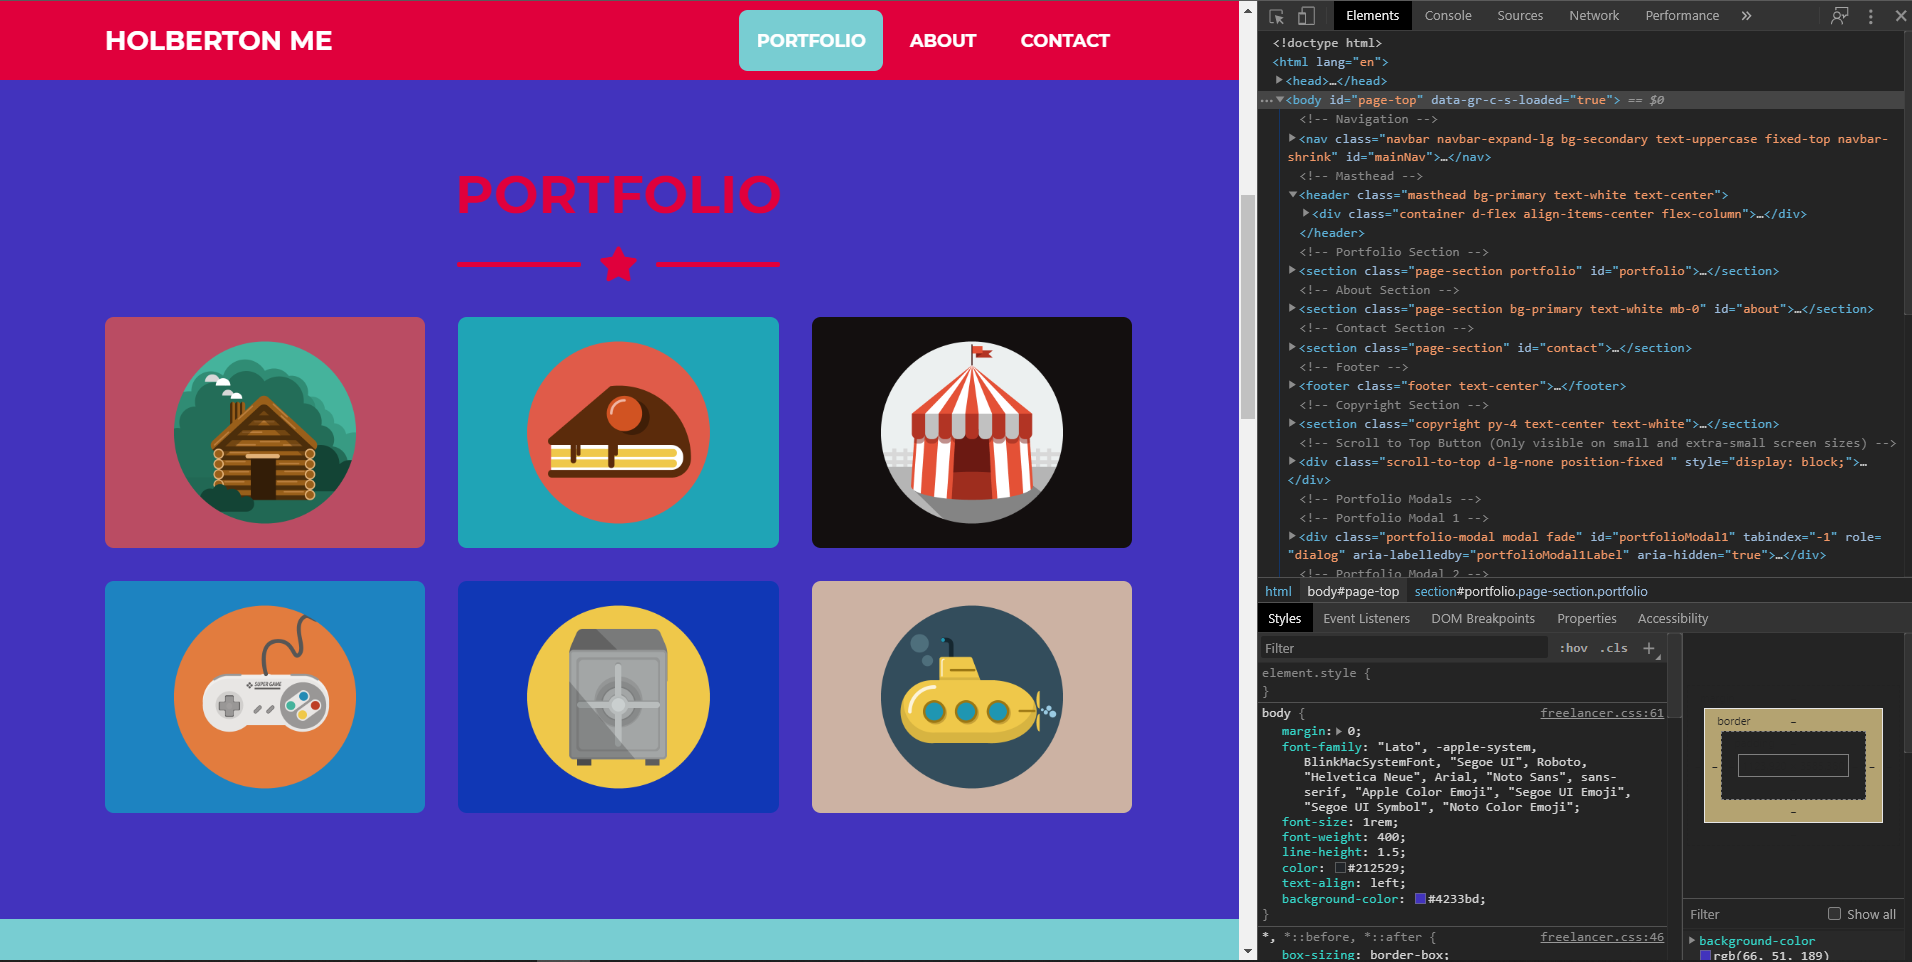 HOLBERTON ME
PORTFOLIO
ABOUT
CONTACT
PORTFOLIO
SUPER GAME
Elements
Console
Sources
Network
Performance
»
<!doctype html>
<html lang="en">
<head>…</head>
<body id="page-top" data-gr-c-s-loaded="true"> == $0
<!-- Navigation -->
<nav class="navbar navbar-expand-lg bg-secondary text-uppercase fixed-top navbar-
shrink" id="mainNav">…</nav>
<!-- Masthead -->
<header class="masthead bg-primary text-white text-center">
<div class="container d-flex align-items-center flex-column">…</div>
</header>
<!-- Portfolio Section -->
<section class="page-section portfolio" id="portfolio">…</section>
<!-- About Section -->
<section class="page-section bg-primary text-white mb-0" id="about">…</section>
<!-- Contact Section -->
<section class="page-section" id="contact">…</section>
<!-- Footer -->
<footer class="footer text-center">…</footer>
<!-- Copyright Section -->
<section class="copyright py-4 text-center text-white">…</section>
<!-- Scroll to Top Button (Only visible on small and extra-small screen sizes) -->
<div class="scroll-to-top d-lg-none position-fixed " style="display: block;">…
</div>
<!-- Portfolio Modals -->
<!-- Portfolio Modal 1 -->
<div class="portfolio-modal modal fade" id="portfolioModal1" tabindex="-1" role=
"dialog" aria-labelledby="portfolioModal1Label" aria-hidden="true">…</div>
<!-- Portfolio Modal 2 -->
html
body#page-top
section#portfolio.page-section.portfolio
Styles
Event Listeners
DOM Breakpoints
Properties
Accessibility
Filter
:hov
.cls
+
element.style {
}
body {
freelancer.css:61
margin: 0;
font-family: "Lato", -apple-system,
BlinkMacSystemFont, "Segoe UI", Roboto,
"Helvetica Neue", Arial, "Noto Sans", sans-
serif, "Apple Color Emoji", "Segoe UI Emoji",
"Segoe UI Symbol", "Noto Color Emoji";
font-size: 1rem;
font-weight: 400;
line-height: 1.5;
color: #212529;
text-align: left;
background-color: #4233bd;
}
*, *::before, *::after {
freelancer.css:46
box-sizing: border-box;
border
–
–
–
–
Filter
Show all
background-color
rgb(66, 51, 189)